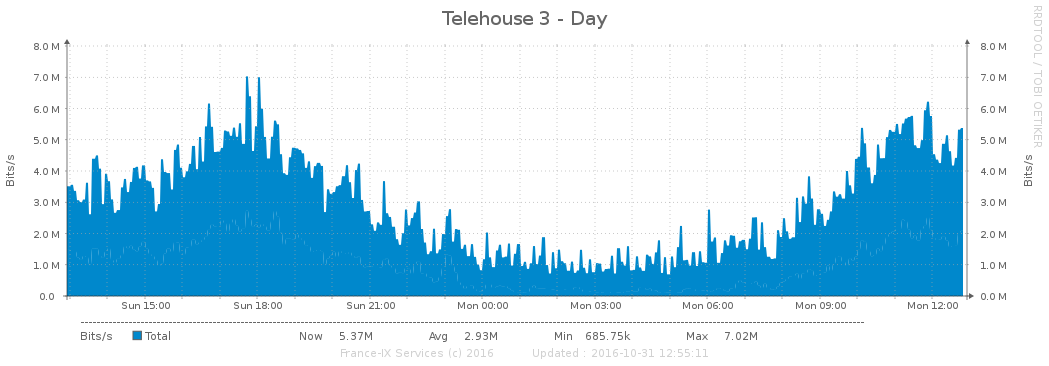 Telehouse 3 - Day
RRDTOOL / TOBI OETIKER
Bits/s
8.0 M 8.0 M
7.0 M 7.0 M
6.0 M 6.0 M
5.0 M 5.0 M
4.0 M 4.0 M
3.0 M 3.0 M
2.0 M 2.0 M
1.0 M 1.0 M
0.0 0.0 M
Bits/s
Sun 15:00 Sun 18:00 Sun 21:00 Mon 00:00 Mon 03:00 Mon 06:00 Mon 09:00 Mon 12:00
Bits/s Total Now 5.37M Avg 2.93M Min 685.75k Max 7.02M
France-IX Services (c) 2016 Updated : 2016-10-31 12:55:11